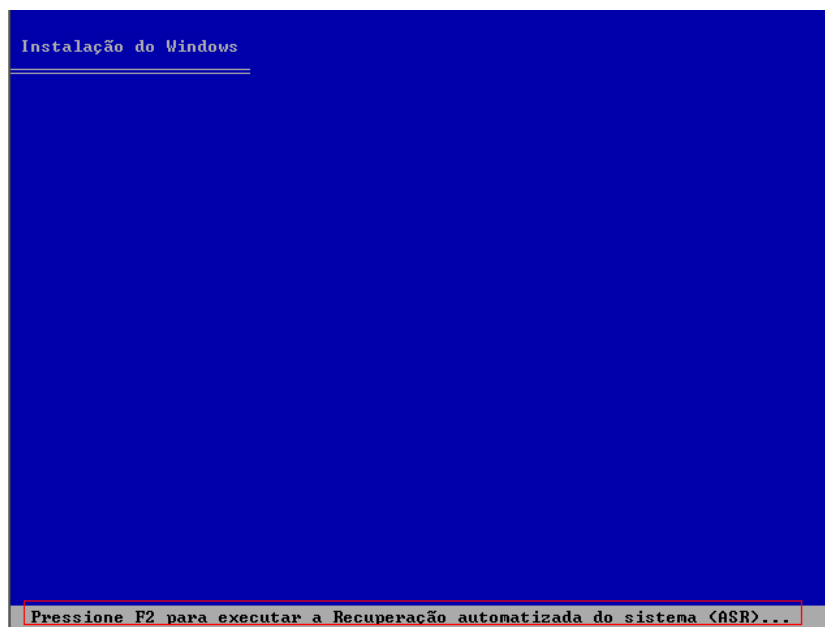 Instalação do Windows
Pressione F2 para executar a Recuperação automatizada do sistema (ASR)...